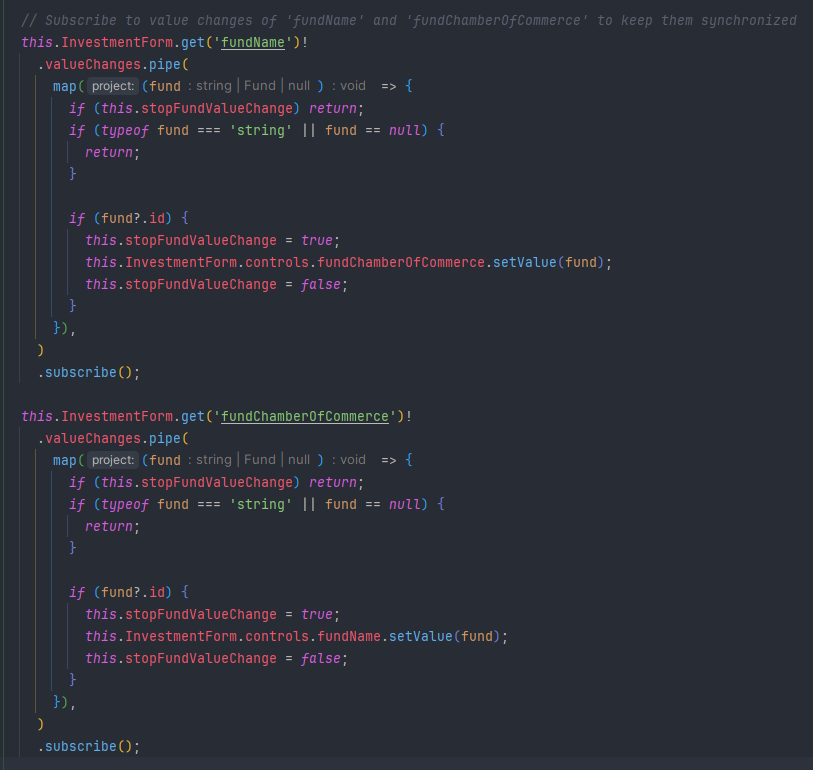 // Subscribe to value changes of 'fundName' and 'fundChamberOfCommerce' to keep them synchronized
this.InvestmentForm.get('fundName')!
  .valueChanges.pipe(
    map( project: (fund : string | Fund | null ) : void  => {
      if (this.stopFundValueChange) return;
      if (typeof fund === 'string' || fund == null) {
        return;
      }

      if (fund?.id) {
        this.stopFundValueChange = true;
        this.InvestmentForm.controls.fundChamberOfCommerce.setValue(fund);
        this.stopFundValueChange = false;
      }
    }),
  )
  .subscribe();

this.InvestmentForm.get('fundChamberOfCommerce')!
  .valueChanges.pipe(
    map( project: (fund : string | Fund | null ) : void  => {
      if (this.stopFundValueChange) return;
      if (typeof fund === 'string' || fund == null) {
        return;
      }

      if (fund?.id) {
        this.stopFundValueChange = true;
        this.InvestmentForm.controls.fundName.setValue(fund);
        this.stopFundValueChange = false;
      }
    }),
  )
  .subscribe();